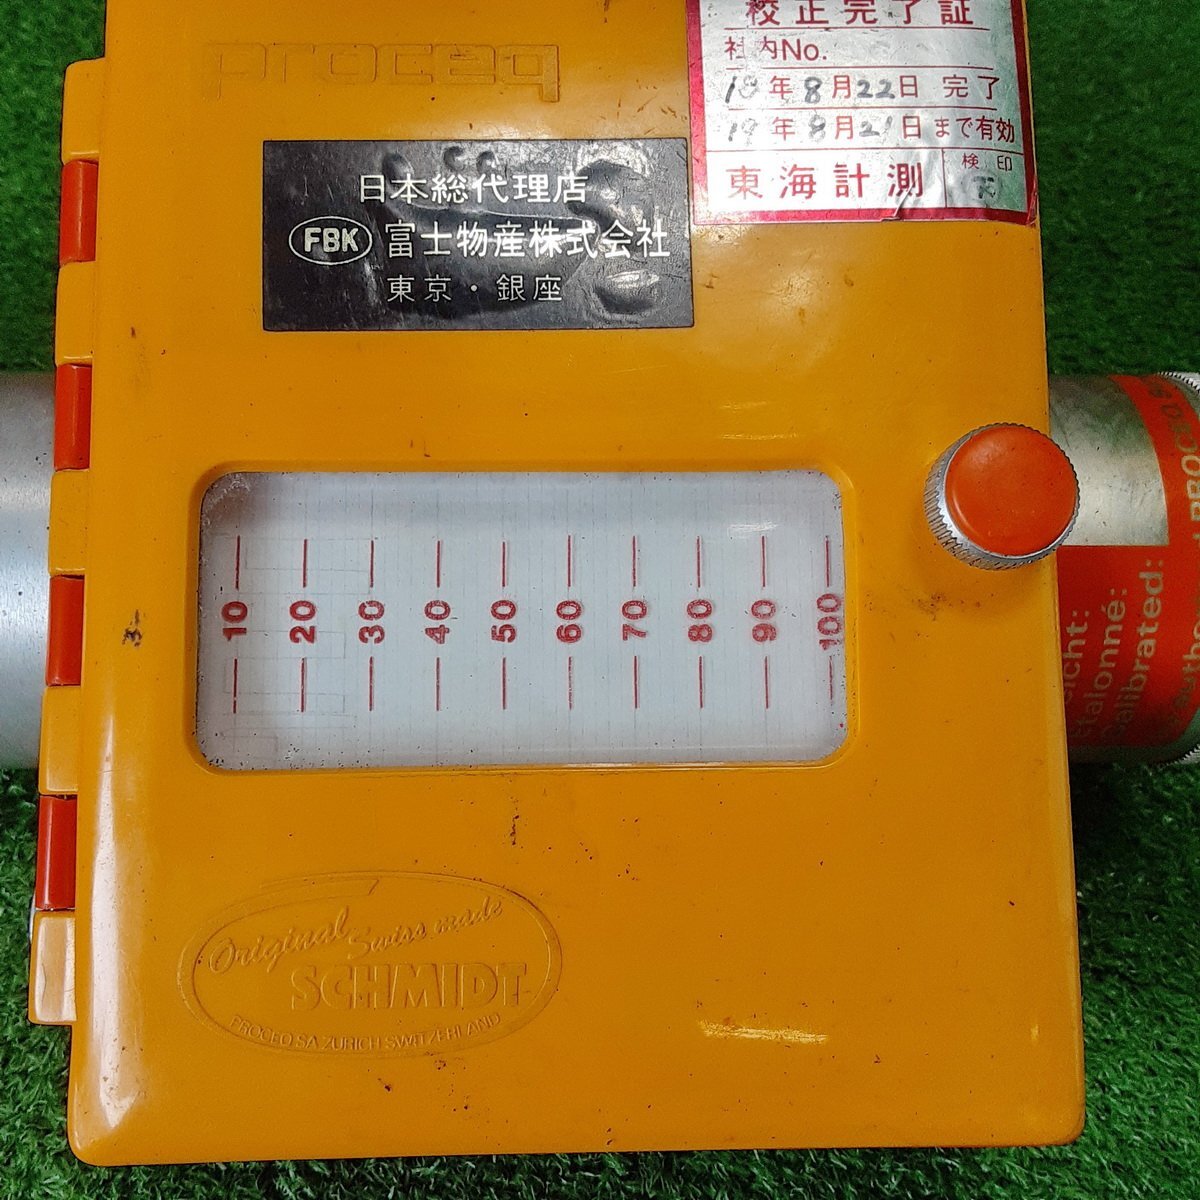 proceq
校正完了証
社内No.
18年8月22日 完了
19年8月21日まで有効
検印
東海計測
日本総代理店
FBK 富士物産株式会社
東京・銀座
10 20 30 40 50 60 70 80 90 100
Original Swiss made
SCHMIDT
PROCEQ SA ZURICH SWITZERLAND
PROCEQ
talonné:
Calibrated: